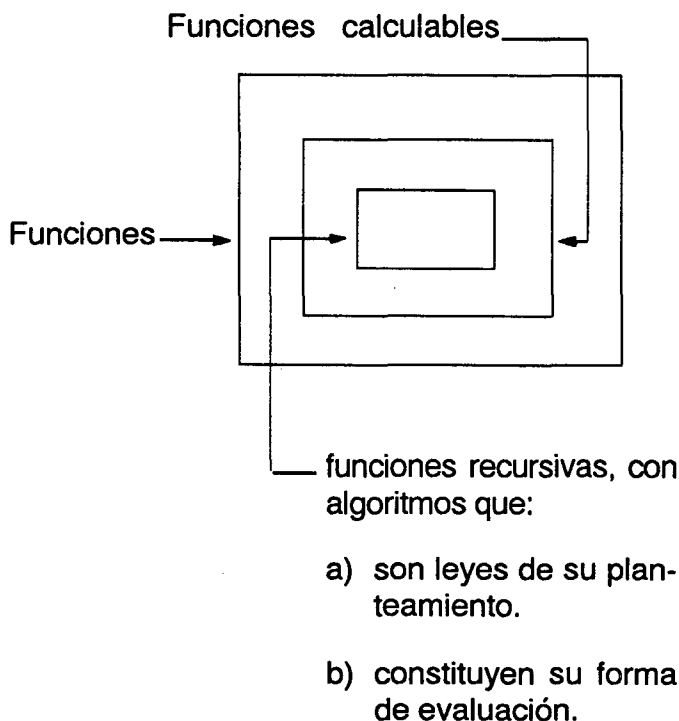 Funciones calculables
Funciones
funciones recursivas, con
algoritmos que:
a) son leyes de su plan-
teamiento.
b) constituyen su forma
de evaluación.